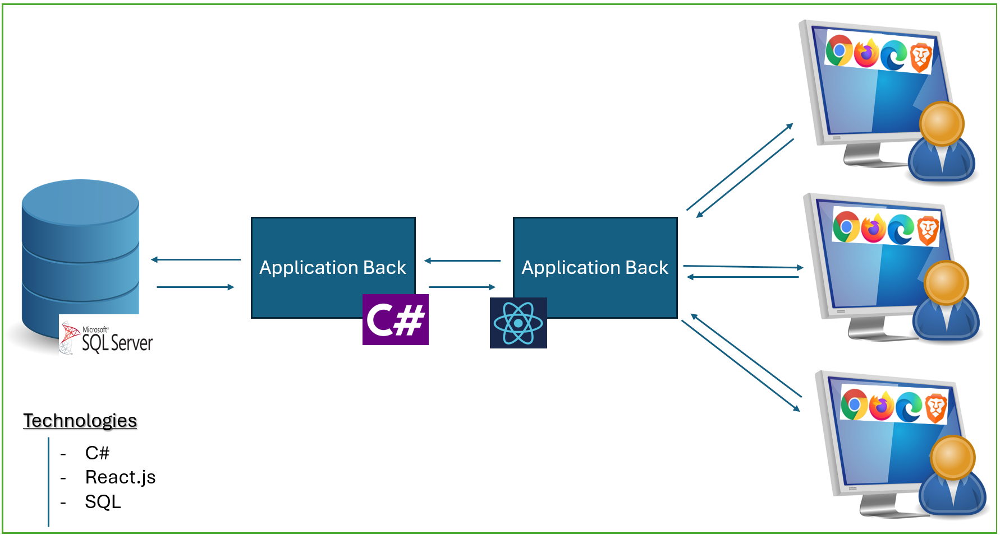 Application Back
Application Back
C#
Microsoft®
SQL Server
Technologies
- C#
- React.js
- SQL